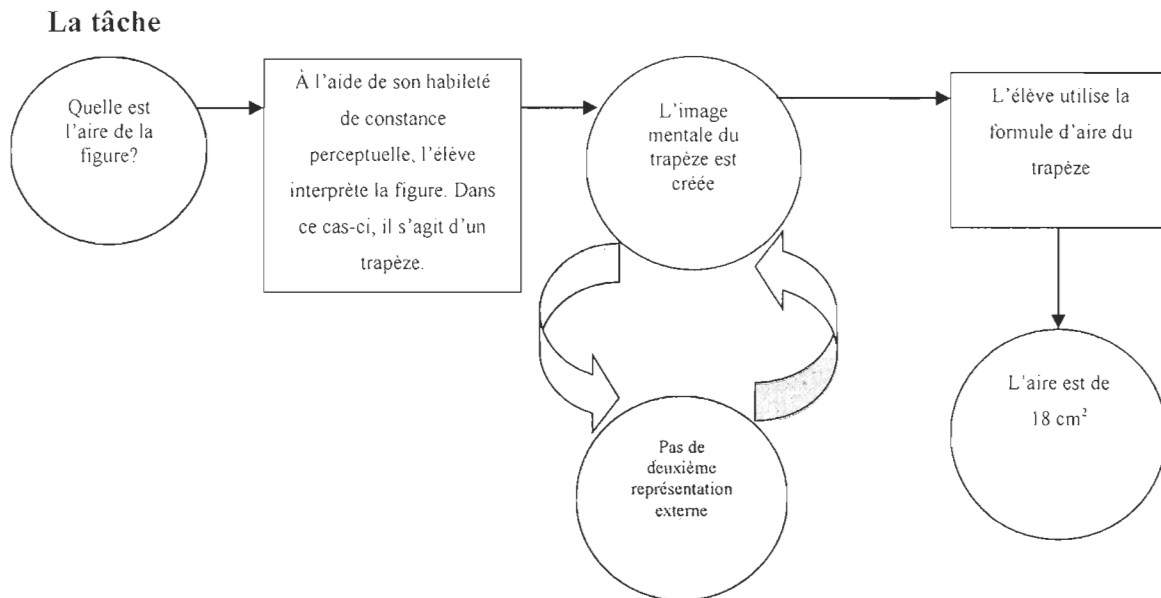 La tâche
Quelle est
l'aire de la
figure?
À l'aide de son habileté
de constance
perceptuelle, l'élève
interprète la figure. Dans
ce cas-ci, il s'agit d'un
trapèze.
L'image
mentale du
trapèze est
créée
L'élève utilise la
formule d'aire du
trapèze
Pas de
deuxième
représentation
externe
L'aire est de
18 cm²